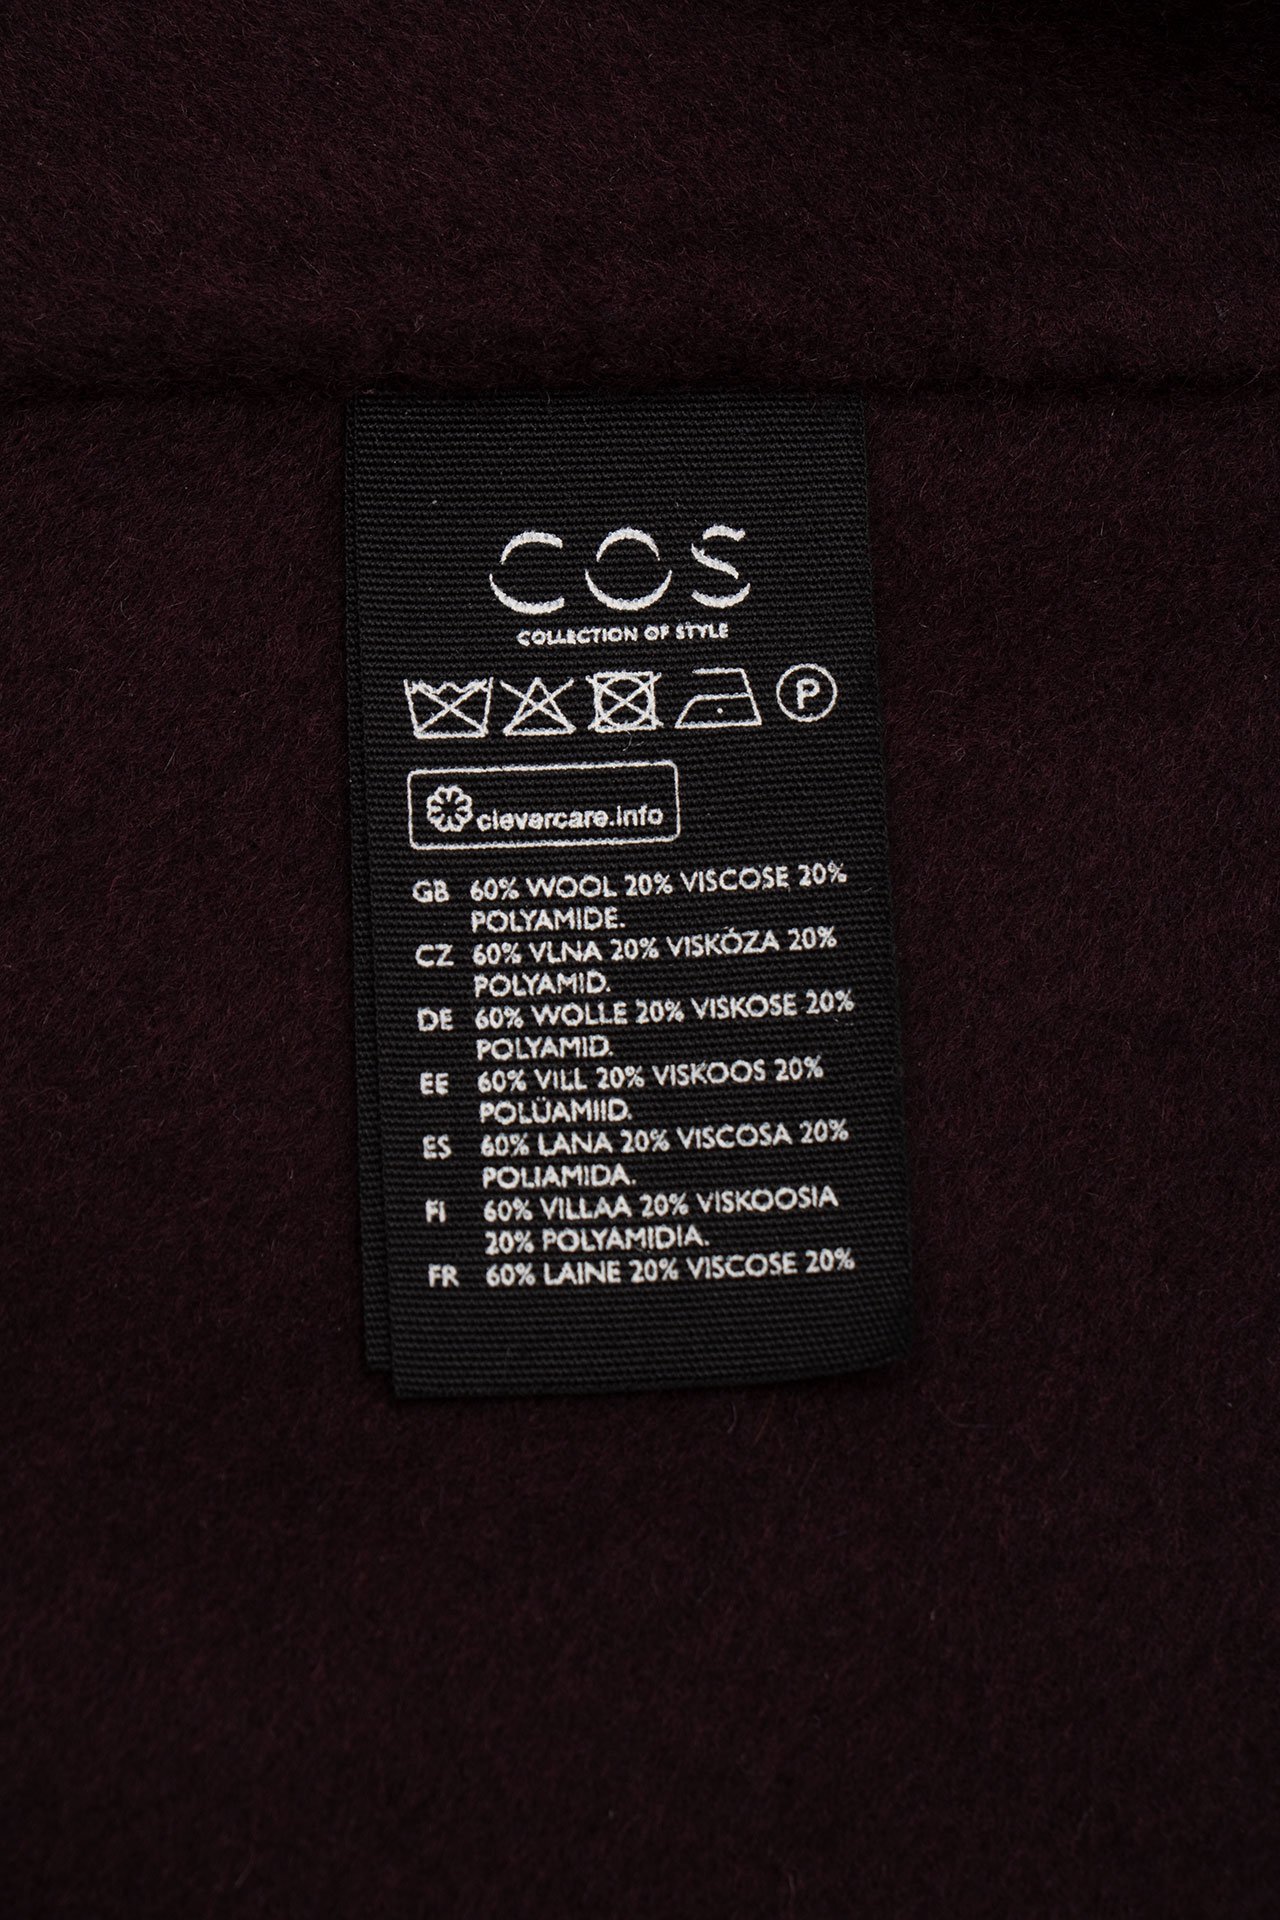 COS
COLLECTION OF STYLE
P
clevercare.info
GB 60% WOOL 20% VISCOSE 20%
POLYAMIDE.
CZ 60% VLNA 20% VISKÓZA 20%
POLYAMID.
DE 60% WOLLE 20% VISKOSE 20%
POLYAMID.
EE 60% VILL 20% VISKOOS 20%
POLÜAMIID.
ES 60% LANA 20% VISCOSA 20%
POLIAMIDA.
FI 60% VILLAA 20% VISKOOSIA
20% POLYAMIDIA.
FR 60% LAINE 20% VISCOSE 20%